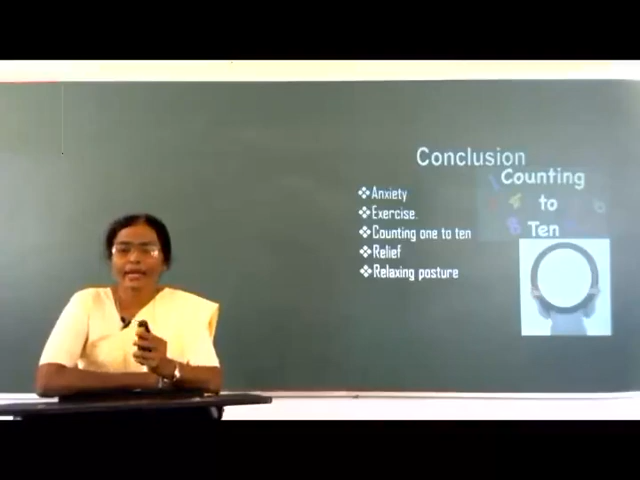 Conclusion
Counting
to
Ten
❖Anxiety
❖Exercise.
❖Counting one to ten
❖Relief
❖Relaxing posture